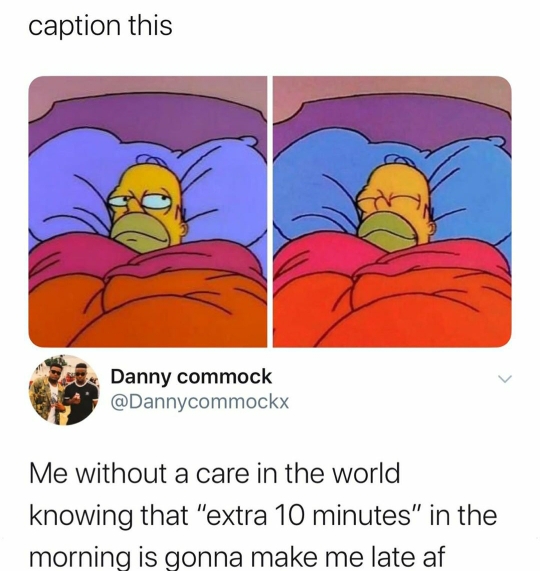 caption this
Danny commock
@Dannycommockx
Me without a care in the world
knowing that “extra 10 minutes” in the
morning is gonna make me late af